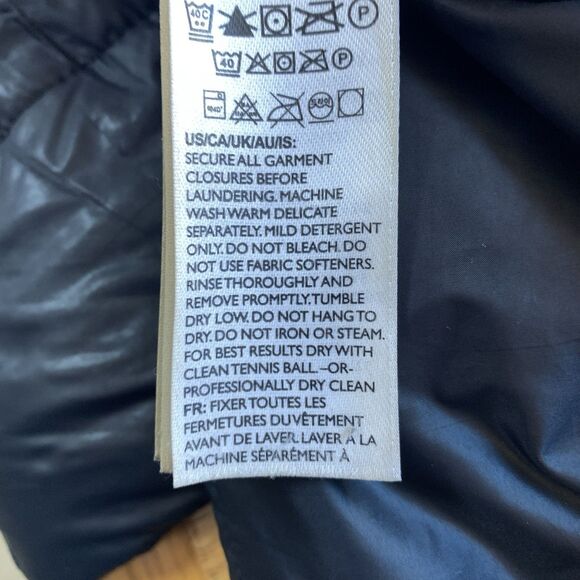 40C P
40 P
US/CA/UK/AU/IS:
SECURE ALL GARMENT
CLOSURES BEFORE
LAUNDERING. MACHINE
WASH WARM DELICATE
SEPARATELY. MILD DETERGENT
ONLY. DO NOT BLEACH. DO
NOT USE FABRIC SOFTENERS.
RINSE THOROUGHLY AND
REMOVE PROMPTLY. TUMBLE
DRY LOW. DO NOT HANG TO
DRY. DO NOT IRON OR STEAM.
FOR BEST RESULTS DRY WITH
CLEAN TENNIS BALL. –OR-
PROFESSIONALLY DRY CLEAN
FR: FIXER TOUTES LES
FERMETURES DU VÊTEMENT
AVANT DE LAVER. LAVER À LA
MACHINE SÉPARÉMENT À